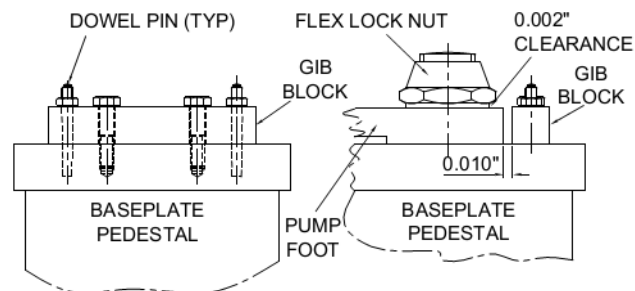 DOWEL PIN (TYP)
GIB
BLOCK
BASEPLATE
PEDESTAL
FLEX LOCK NUT
0.002"
CLEARANCE
GIB
BLOCK
0.010"
PUMP
FOOT
BASEPLATE
PEDESTAL